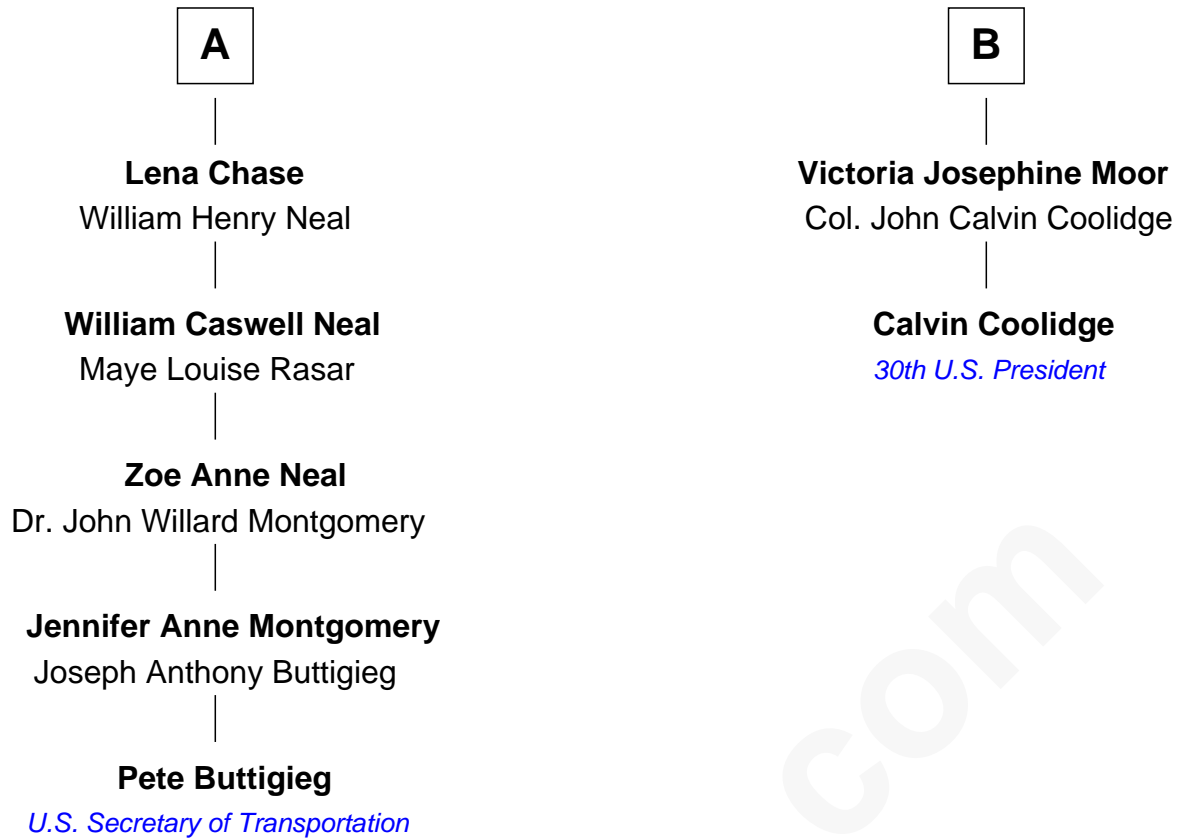 A
Lena Chase
William Henry Neal
William Caswell Neal
Maye Louise Rasar
Zoe Anne Neal
Dr. John Willard Montgomery
Jennifer Anne Montgomery
Joseph Anthony Buttigieg
Pete Buttigieg
U.S. Secretary of Transportation
B
Victoria Josephine Moor
Col. John Calvin Coolidge
Calvin Coolidge
30th U.S. President
com